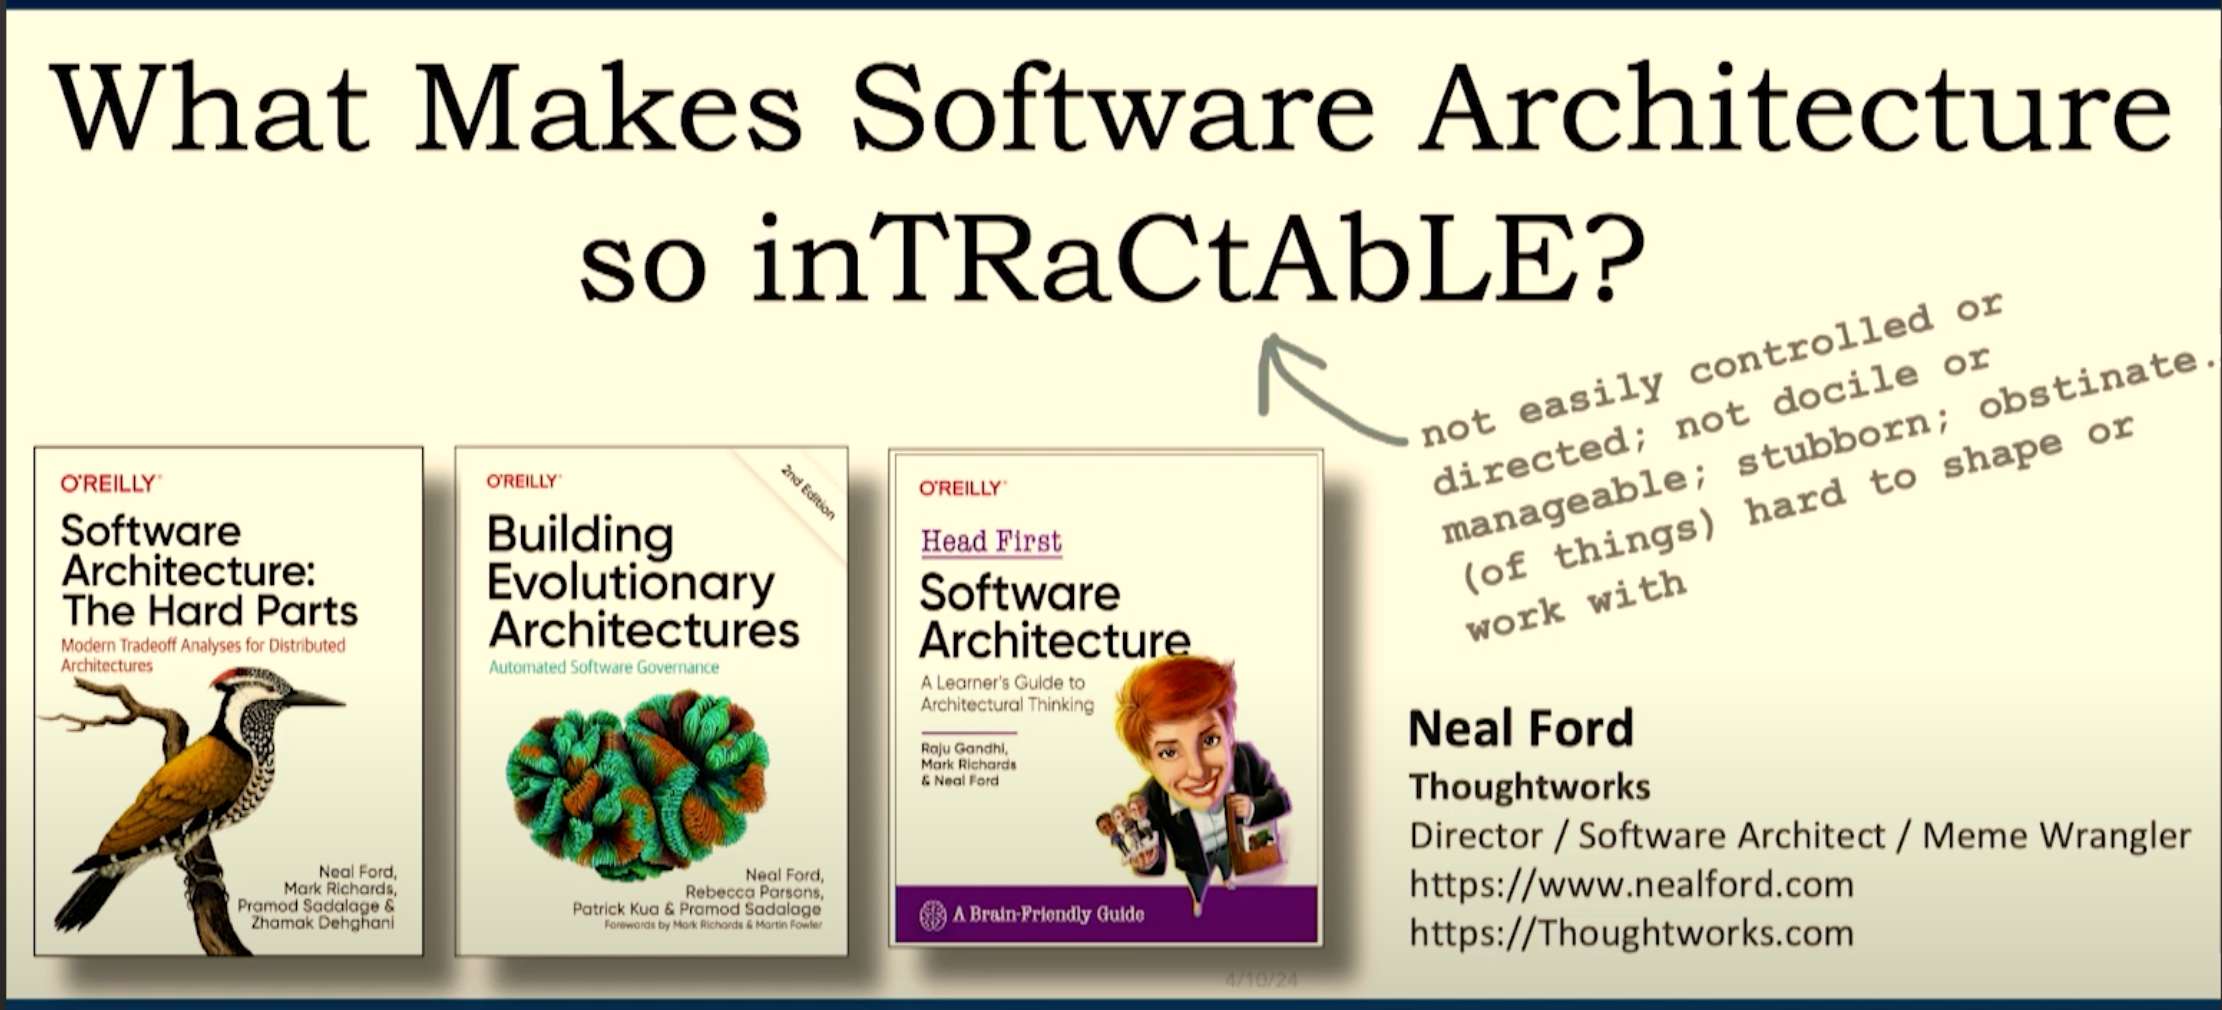 What Makes Software Architecture
so inTRaCtAbLE?
not easily controlled or
directed; not docile or
manageable; stubborn; obstinate.
(of things) hard to shape or
work with
O'REILLY
Software
Architecture:
The Hard Parts
Modern Tradeoff Analyses for Distributed
Architectures
Neal Ford,
Mark Richards,
Pramod Sadalage &
Zhamak Dehghani
O'REILLY
2nd Edition
Building
Evolutionary
Architectures
Automated Software Governance
Neal Ford,
Rebecca Parsons,
Patrick Kua & Pramod Sadalage
Forewords by Mark Richards & Martin Fowler
O'REILLY
Head First
Software
Architecture
A Learner's Guide to
Architectural Thinking
Raju Gandhi,
Mark Richards
& Neal Ford
A Brain-Friendly Guide
Neal Ford
Thoughtworks
Director / Software Architect / Meme Wrangler
https://www.nealford.com
https://Thoughtworks.com
4/10/24